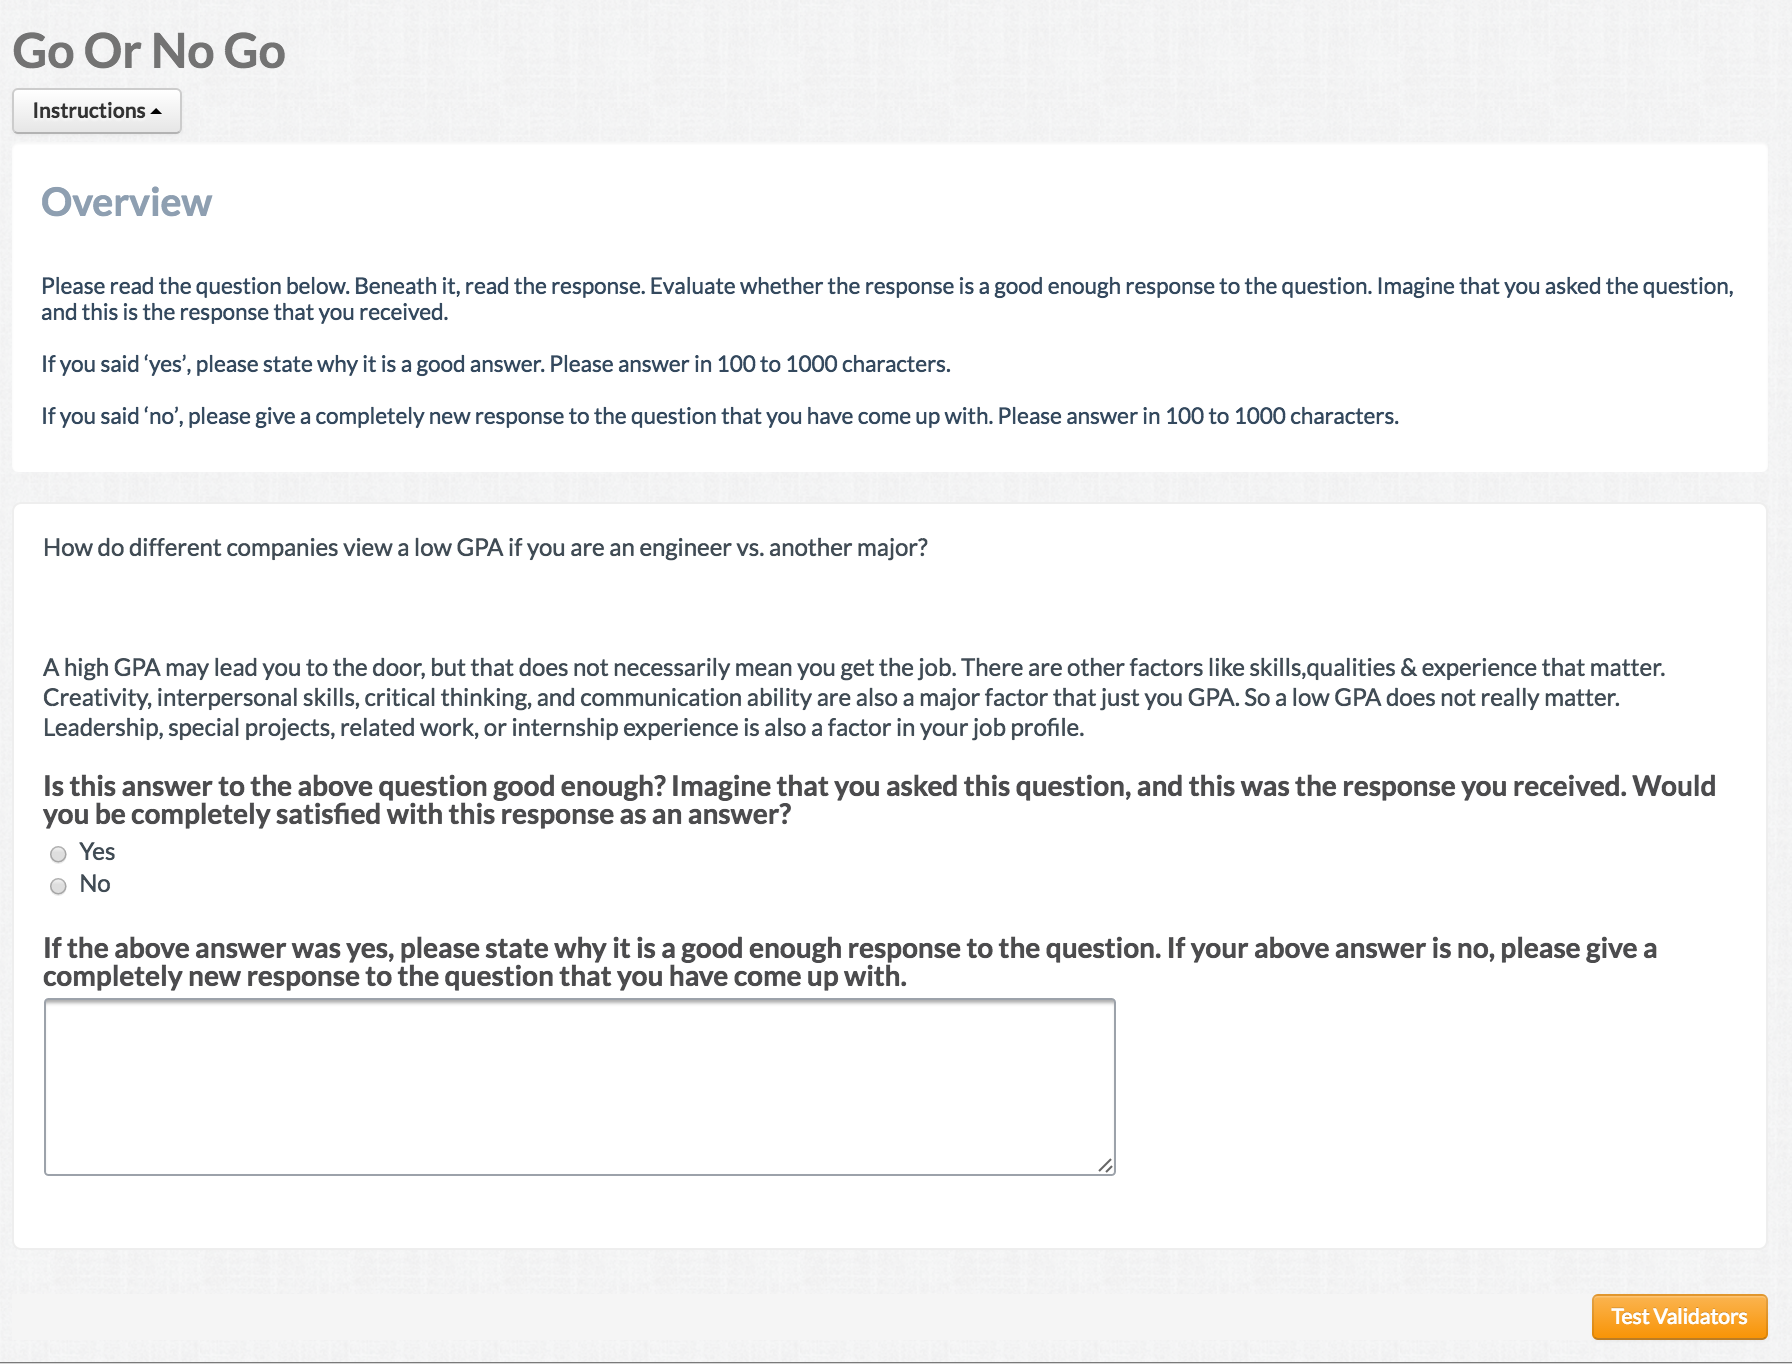 Go Or No Go
Instructions
Overview
Please read the question below. Beneath it, read the response. Evaluate whether the response is a good enough response to the question. Imagine that you asked the question,
and this is the response that you received.
If you said ‘yes’, please state why it is a good answer. Please answer in 100 to 1000 characters.
If you said ‘no’, please give a completely new response to the question that you have come up with. Please answer in 100 to 1000 characters.
How do different companies view a low GPA if you are an engineer vs. another major?
A high GPA may lead you to the door, but that does not necessarily mean you get the job. There are other factors like skills,qualities & experience that matter.
Creativity, interpersonal skills, critical thinking, and communication ability are also a major factor that just you GPA. So a low GPA does not really matter.
Leadership, special projects, related work, or internship experience is also a factor in your job profile.
Is this answer to the above question good enough? Imagine that you asked this question, and this was the response you received. Would
you be completely satisfied with this response as an answer?
Yes
No
If the above answer was yes, please state why it is a good enough response to the question. If your above answer is no, please give a
completely new response to the question that you have come up with.
Test Validators